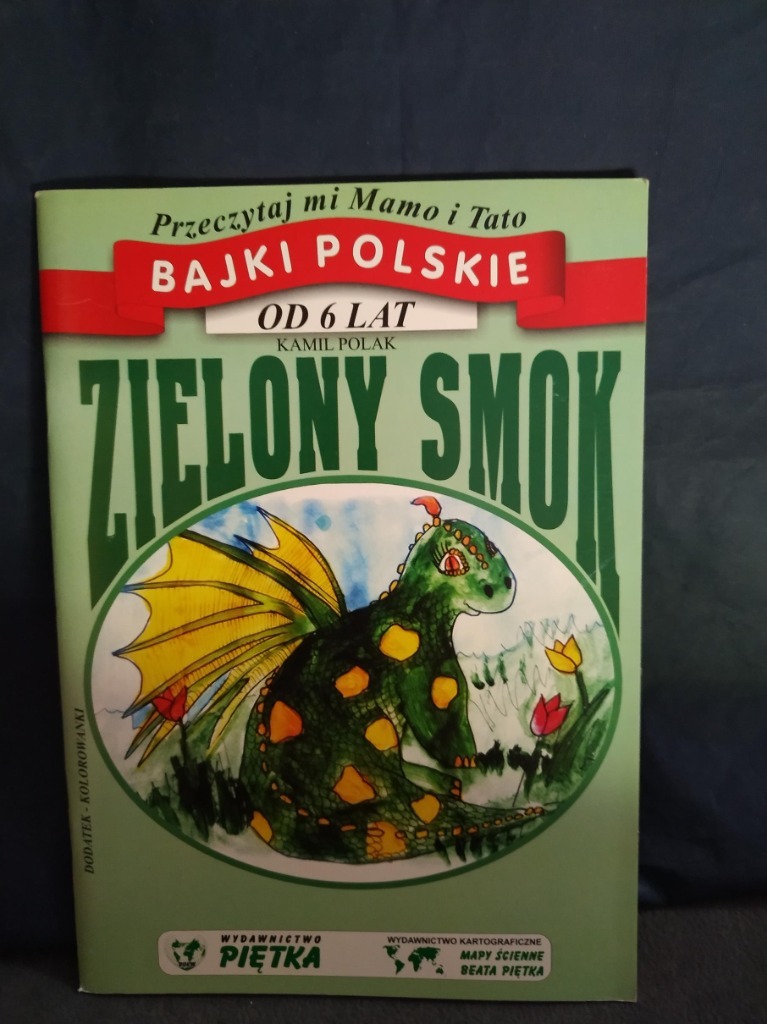 Przeczytaj mi Mamo i Tato
BAJKI POLSKIE
OD 6 LAT
KAMIL POLAK
ZIELONY SMOK
DODATEK - KOLOROWANKI
WYDAWNICTWO
PIĘTKA
WYDAWNICTWO KARTOGRAFICZNE
MAPY ŚCIENNE
BEATA PIĘTKA